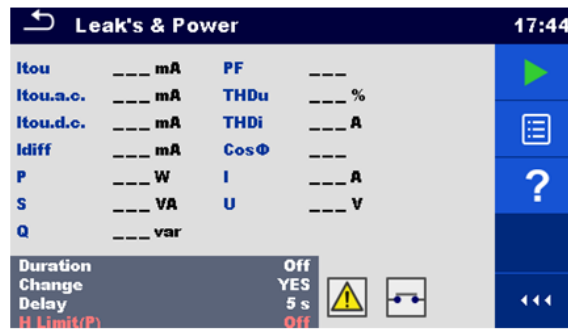 Leak's & Power 17:44
Itou ___ mA PF ___
Itou.a.c. ___ mA THDu ___ %
Itou.d.c. ___ mA THDi ___ A
Idiff ___ mA CosΦ ___
P ___ W I ___ A
S ___ VA U ___ V
Q ___ var
?
Duration Off
Change YES
Delay 5 s
H Limit(P) Off